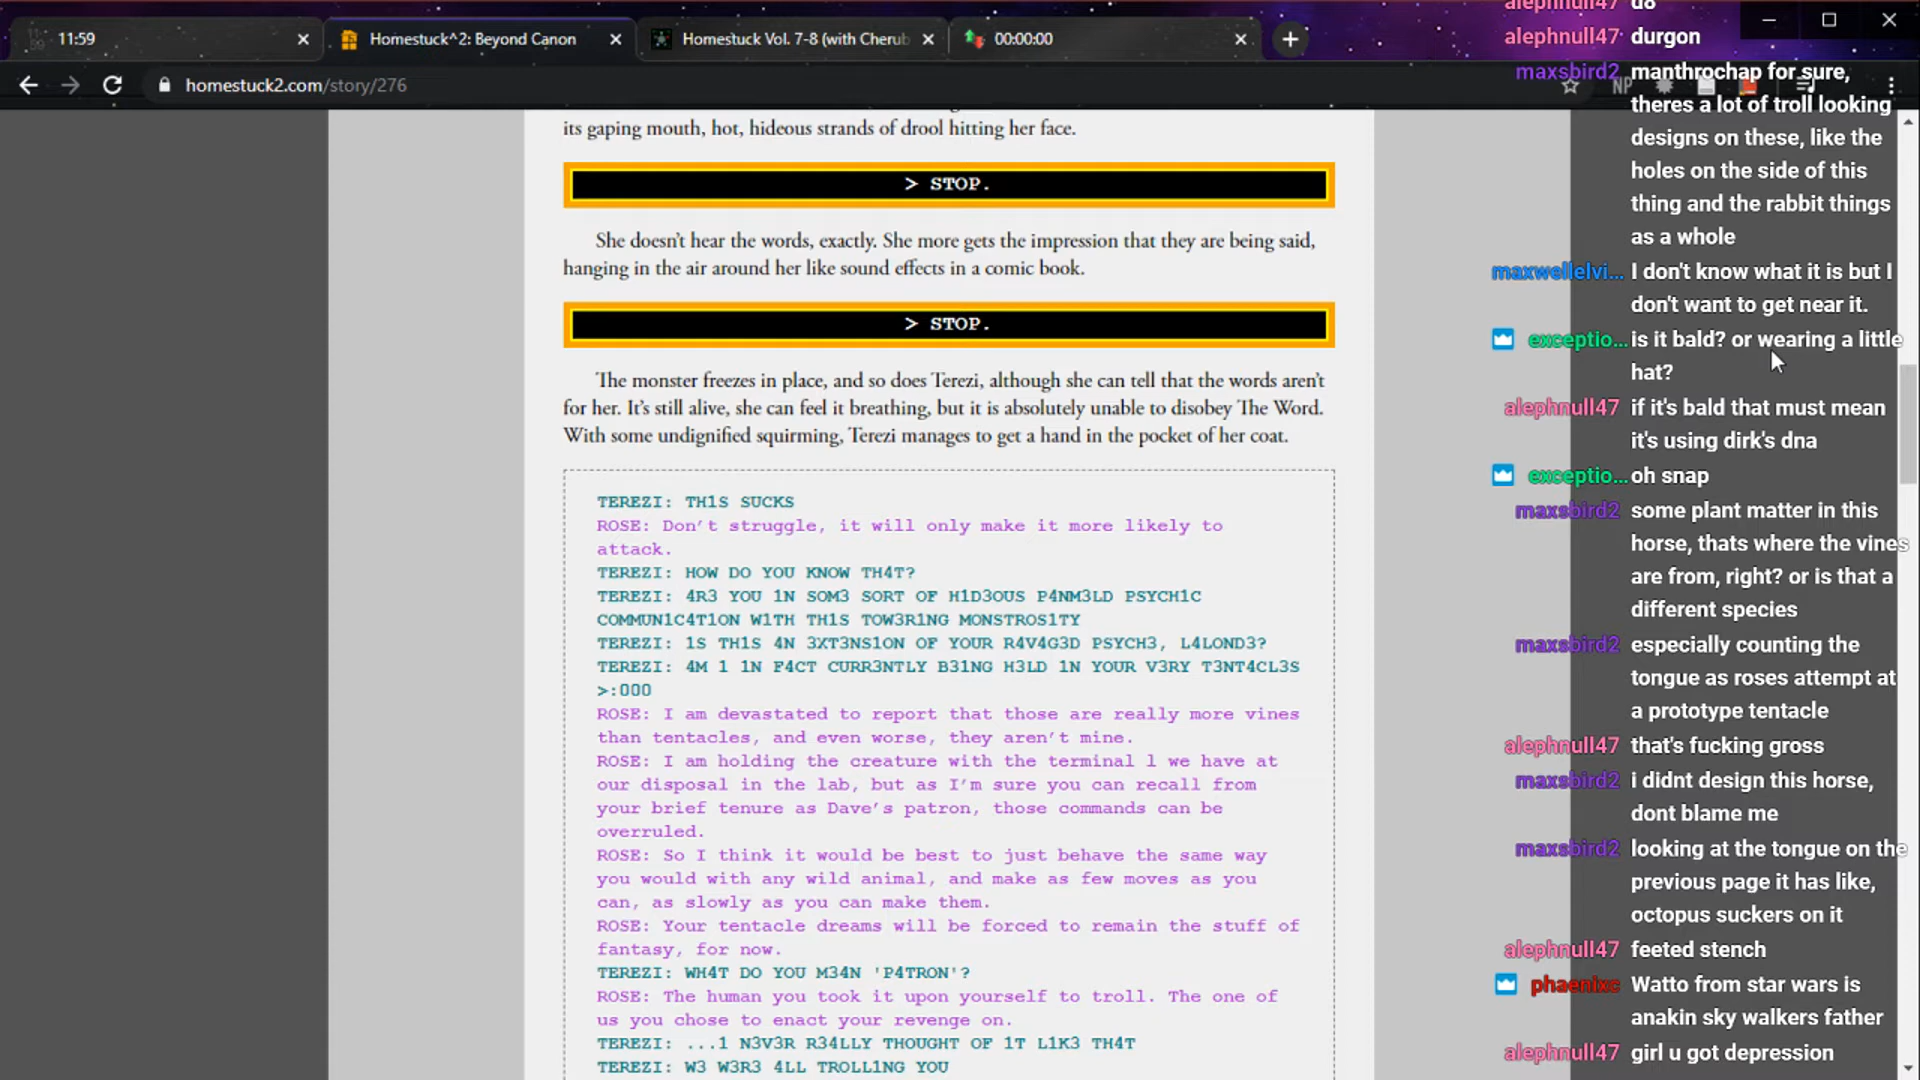 11:59
Homestuck^2: Beyond Canon
Homestuck Vol. 7-8 (with Cherub
00:00:00
homestuck2.com/story/276
its gaping mouth, hot, hideous strands of drool hitting her face.
> STOP.
She doesn't hear the words, exactly. She more gets the impression that they are being said,
hanging in the air around her like sound effects in a comic book.
> STOP.
The monster freezes in place, and so does Terezi, although she can tell that the words aren't
for her. It's still alive, she can feel it breathing, but it is absolutely unable to disobey The Word.
With some undignified squirming, Terezi manages to get a hand in the pocket of her coat.
TEREZI: TH1S SUCKS
ROSE: Don't struggle, it will only make it more likely to
attack.
TEREZI: HOW DO YOU KNOW TH4T?
TEREZI: 4R3 YOU 1N SOM3 SORT OF H1D3OUS P4NM3LD PSYCH1C
COMMUN1C4T1ON W1TH TH1S TOW3R1NG MONSTROS1TY
TEREZI: 1S TH1S 4N 3XT3NS1ON OF YOUR R4V4G3D PSYCH3, L4LOND3?
TEREZI: 4M 1 1N F4CT CURR3NTLY B31NG H3LD 1N YOUR V3RY T3NT4CL3S
>:000
ROSE: I am devastated to report that those are really more vines
than tentacles, and even worse, they aren't mine.
ROSE: I am holding the creature with the terminal l we have at
our disposal in the lab, but as I'm sure you can recall from
your brief tenure as Dave's patron, those commands can be
overruled.
ROSE: So I think it would be best to just behave the same way
you would with any wild animal, and make as few moves as you
can, as slowly as you can make them.
ROSE: Your tentacle dreams will be forced to remain the stuff of
fantasy, for now.
TEREZI: WH4T DO YOU M34N 'P4TRON'?
ROSE: The human you took it upon yourself to troll. The one of
us you chose to enact your revenge on.
TEREZI: ...1 N3V3R R34LLY THOUGHT OF 1T L1K3 TH4T
TEREZI: W3 W3R3 4LL TROLL1NG YOU
alephnull47 d8
alephnull47 durgon
maxsbird2 manthrochap for sure,
theres a lot of troll looking
designs on these, like the
holes on the side of this
thing and the rabbit things
as a whole
maxwellelvi... I don't know what it is but I
don't want to get near it.
exceptio... is it bald? or wearing a little
hat?
alephnull47 if it's bald that must mean
it's using dirk's dna
exceptio... oh snap
maxsbird2 some plant matter in this
horse, thats where the vines
are from, right? or is that a
different species
maxsbird2 especially counting the
tongue as roses attempt at
a prototype tentacle
alephnull47 that's fucking gross
maxsbird2 i didnt design this horse,
dont blame me
maxsbird2 looking at the tongue on the
previous page it has like,
octopus suckers on it
alephnull47 feeted stench
phaenixc Watto from star wars is
anakin sky walkers father
alephnull47 girl u got depression